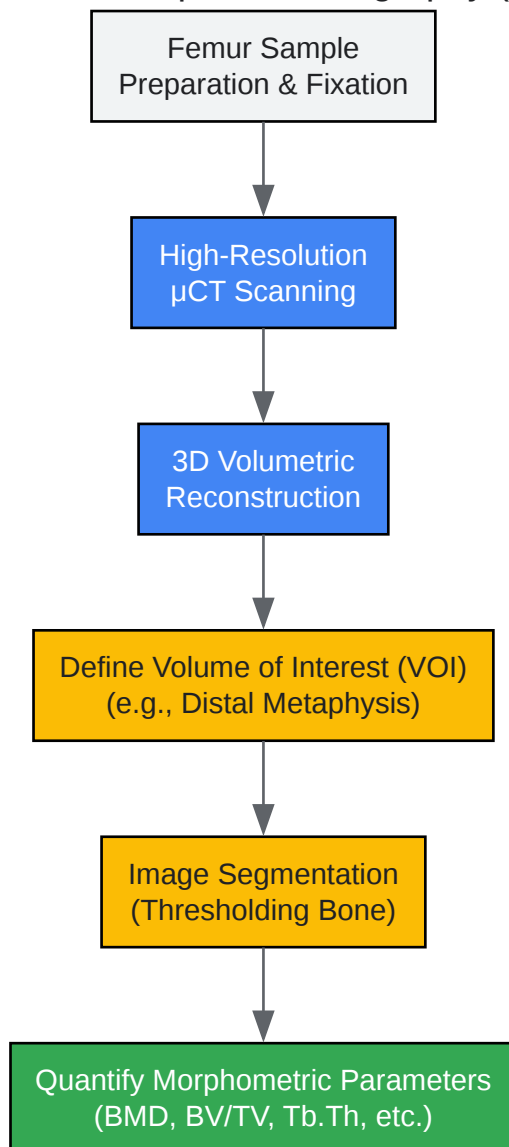 Femur Sample
Preparation & Fixation
High-Resolution
µCT Scanning
3D Volumetric
Reconstruction
Define Volume of Interest (VOI)
(e.g., Distal Metaphysis)
Image Segmentation
(Thresholding Bone)
Quantify Morphometric Parameters
(BMD, BV/TV, Tb.Th, etc.)